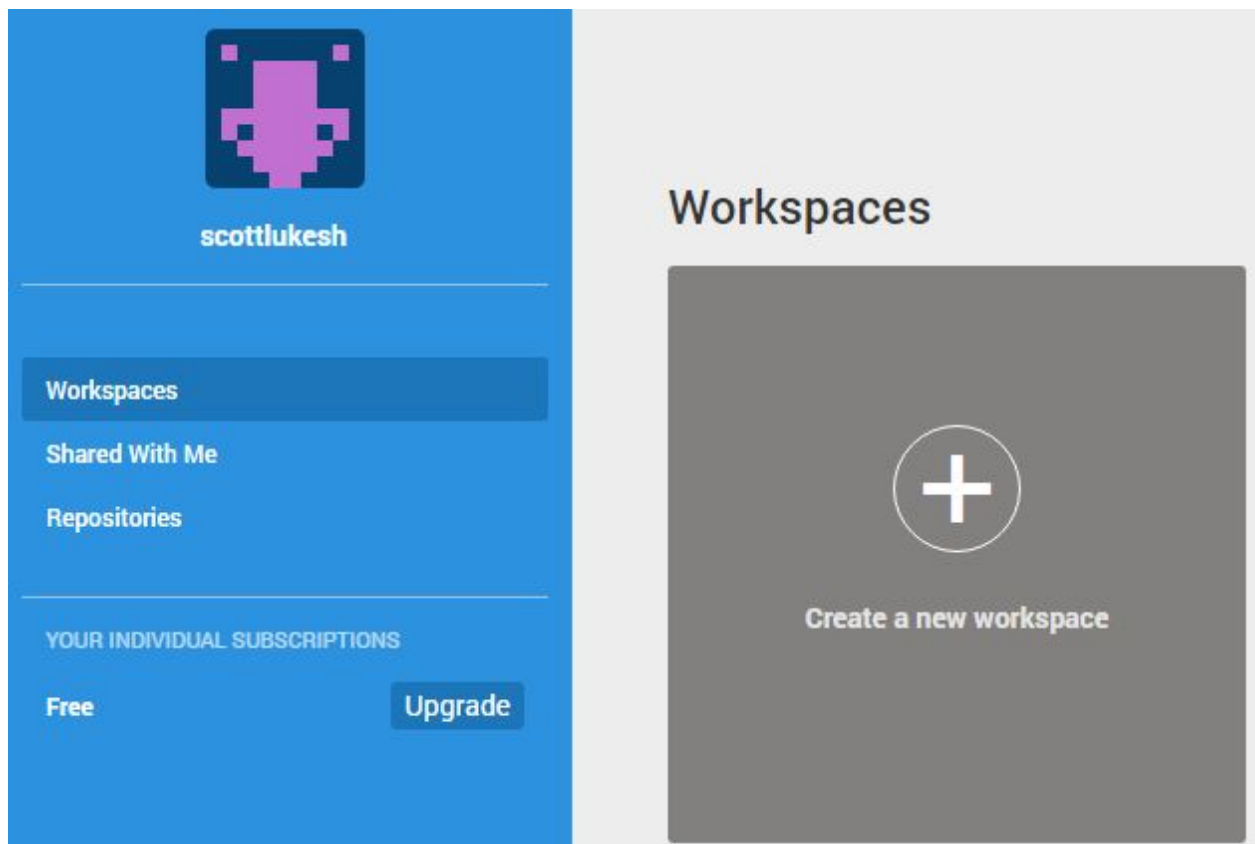 scottlukesh
Workspaces
Shared With Me
Repositories
YOUR INDIVIDUAL SUBSCRIPTIONS
Free Upgrade
Workspaces
Create a new workspace